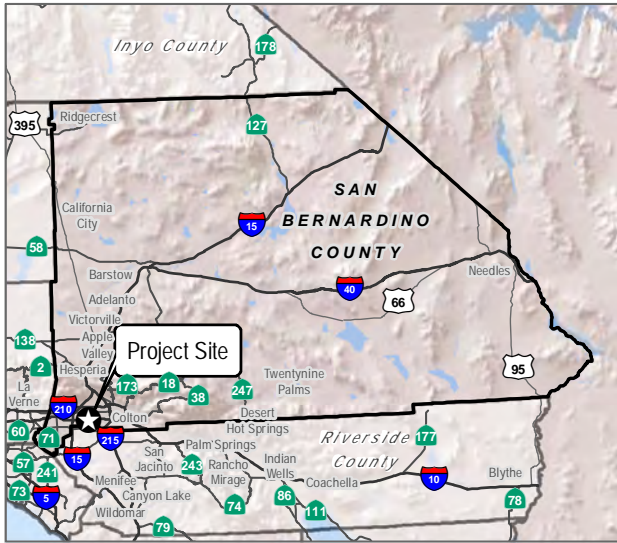 Inyo County
178
395
Ridgecrest
127
SAN
BERNARDINO
COUNTY
California
City
15
58
Needles
Barstow
40
66
Adelanto
Victorville
Apple
Valley
138
Project Site
95
2
Hesperia
La
Verne
173
18
38
247
Twentynine
Palms
210
Colton
Desert
Hot Springs
60
71
215
Riverside
County
177
57
241
15
San
Jacinto
Palm Springs
243
Rancho
Mirage
Indian
Wells
Coachella
10
Blythe
73
5
Menifee
Canyon Lake
Wildomar
74
86
111
78
79